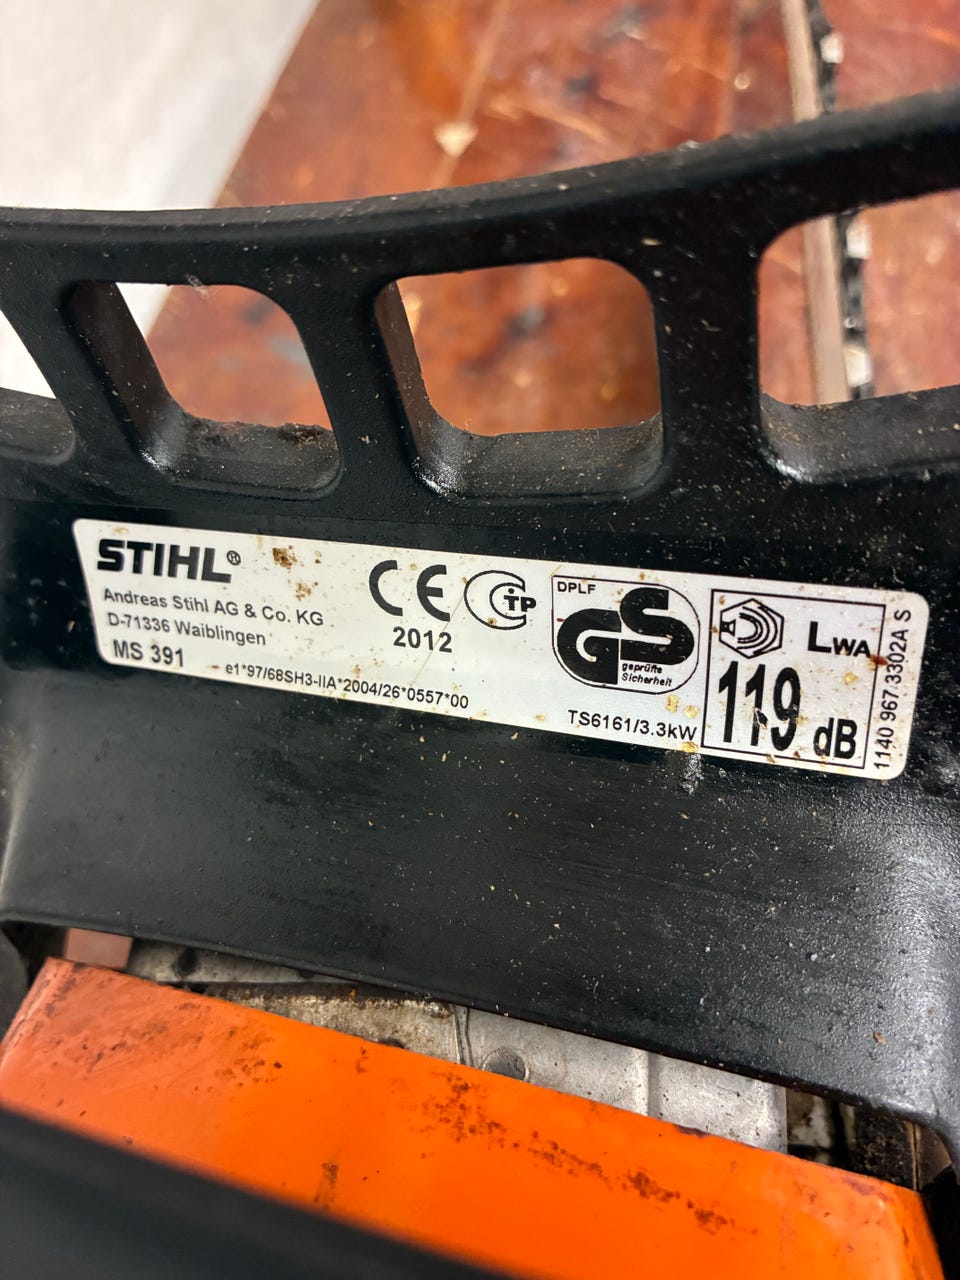 STIHL®
Andreas Stihl AG & Co. KG
D-71336 Waiblingen
MS 391
e1*97/68SH3-IIA*2004/26*0557*00
CE
2012
CTP
DPLF
GS
geprüfte
Sicherheit
TS6161/3.3kW
LWA
119 dB
1140 967 3302A S